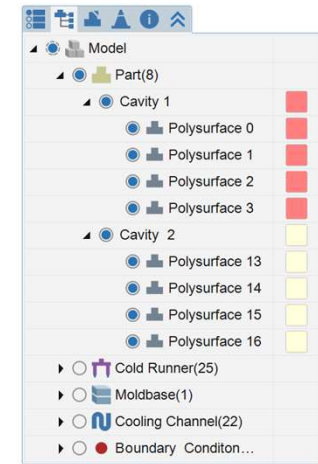 Model
Part(8)
Cavity 1
Polysurface 0
Polysurface 1
Polysurface 2
Polysurface 3
Cavity 2
Polysurface 13
Polysurface 14
Polysurface 15
Polysurface 16
Cold Runner(25)
Moldbase(1)
Cooling Channel(22)
Boundary Conditon...